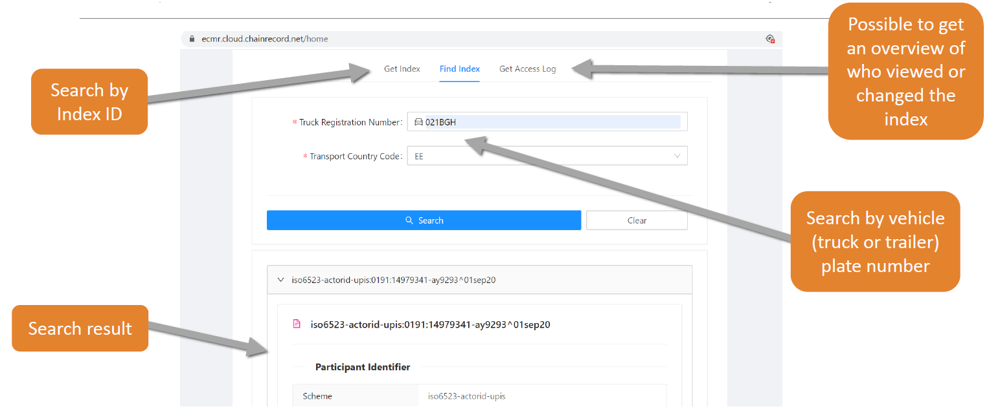 Possible to get
an overview of
who viewed or
changed the
index
ecmr.cloud.chainrecord.net/home
Get Index Find Index Get Access Log
Search by
Index ID
* Truck Registration Number: 021BGH
* Transport Country Code: EE
Search Clear
Search by vehicle
(truck or trailer)
plate number
iso6523-actorid-upis:0191:14979341-ay9293^01sep20
Search result
iso6523-actorid-upis:0191:14979341-ay9293^01sep20
Participant Identifier
Scheme iso6523-actorid-upis